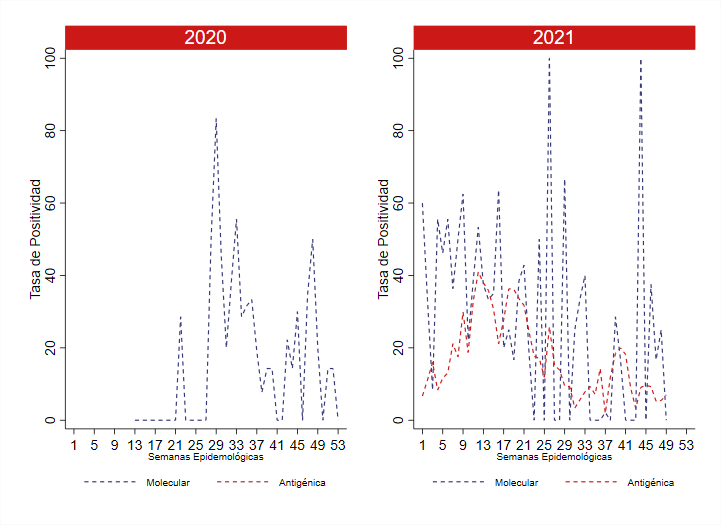 2020
2021
Tasa de Positividad
100
80
60
40
20
0
1 5 9 13 17 21 25 29 33 37 41 45 49 53
Semanas Epidemológicas
Molecular Antigénica
Tasa de Positividad
100
80
60
40
20
0
1 5 9 13 17 21 25 29 33 37 41 45 49 53
Semanas Epidemológicas
Molecular Antigénica